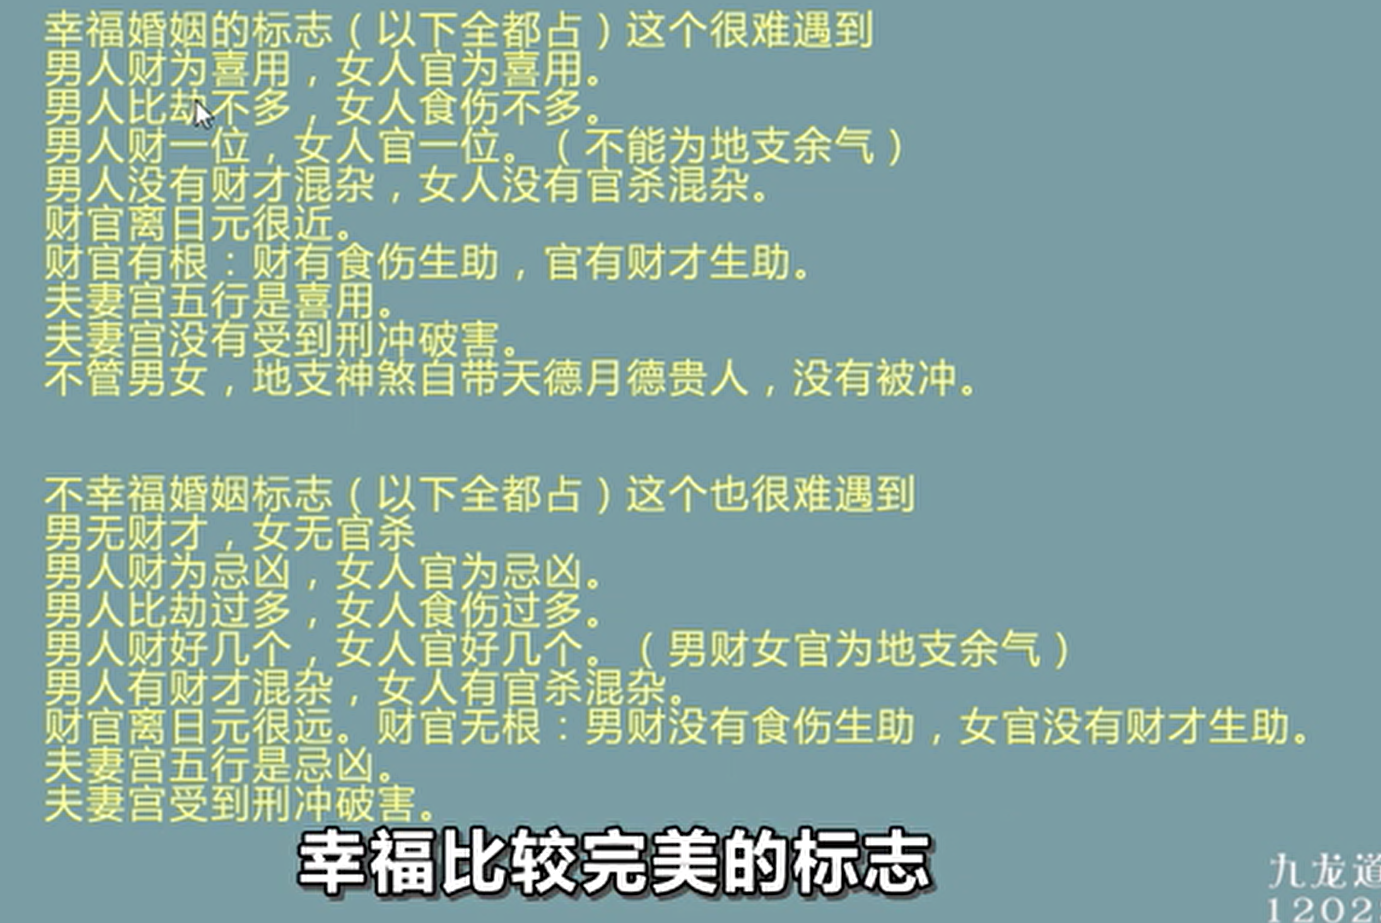 幸福婚姻的标志（以下全都占）这个很难遇到
男人财为喜用，女人官为喜用。
男人比劫不多，女人食伤不多。
男人财一位，女人官一位。（不能为地支余气）
男人没有财才混杂，女人没有官杀混杂。
财官离日元很近。
财官有根：财有食伤生助，官有财才生助。
夫妻宫五行是喜用。
夫妻宫没有受到刑冲破害。
不管男女，地支神煞自带天德月德贵人，没有被冲。
不幸福婚姻标志（以下全都占）这个也很难遇到
男无财才，女无官杀
男人财为忌凶，女人官为忌凶。
男人比劫过多，女人食伤过多。
男人财好几个，女人官好几个。（男财女官为地支余气）
男人有财才混杂，女人有官杀混杂。
财官离日元很远。财官无根：男财没有食伤生助，女官没有财才生助。
夫妻宫五行是忌凶。
夫妻宫受到刑冲破害。
幸福比较完美的标志
九龙道
1202